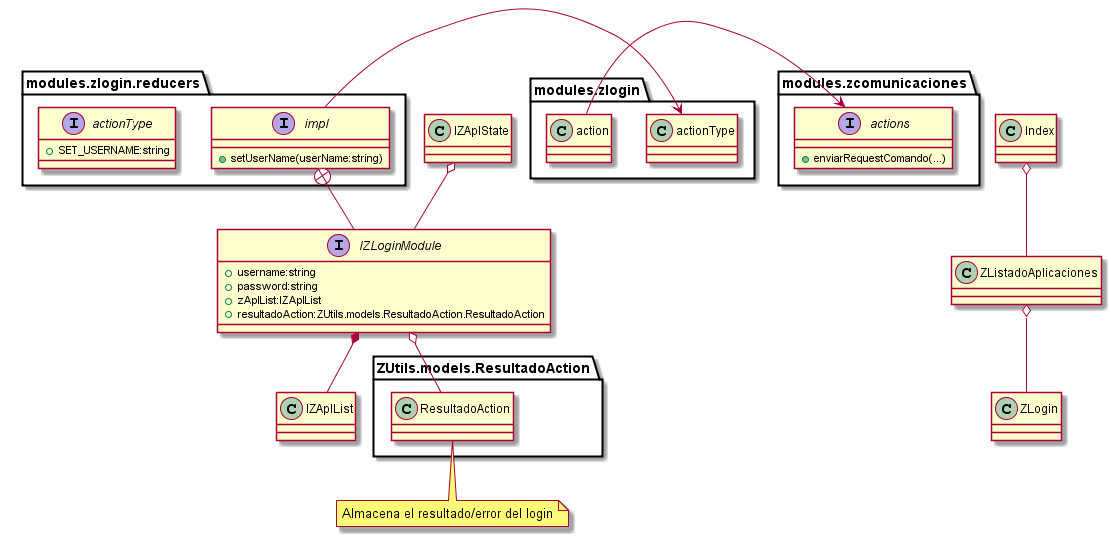 modules.zlogin.reducers
I actionType
SET_USERNAME:string
I impl
setUserName(userName:string)
C IZAplState
modules.zlogin
C action
C actionType
modules.zcomunicaciones
I actions
enviarRequestComando(...)
C Index
I IZLoginModule
username:string
password:string
zAplList:IZAplList
resultadoAction:ZUtils.models.ResultadoAction.ResultadoAction
C ZListadoAplicaciones
C IZAplList
ZUtils.models.ResultadoAction
C ResultadoAction
C ZLogin
Almacena el resultado/error del login